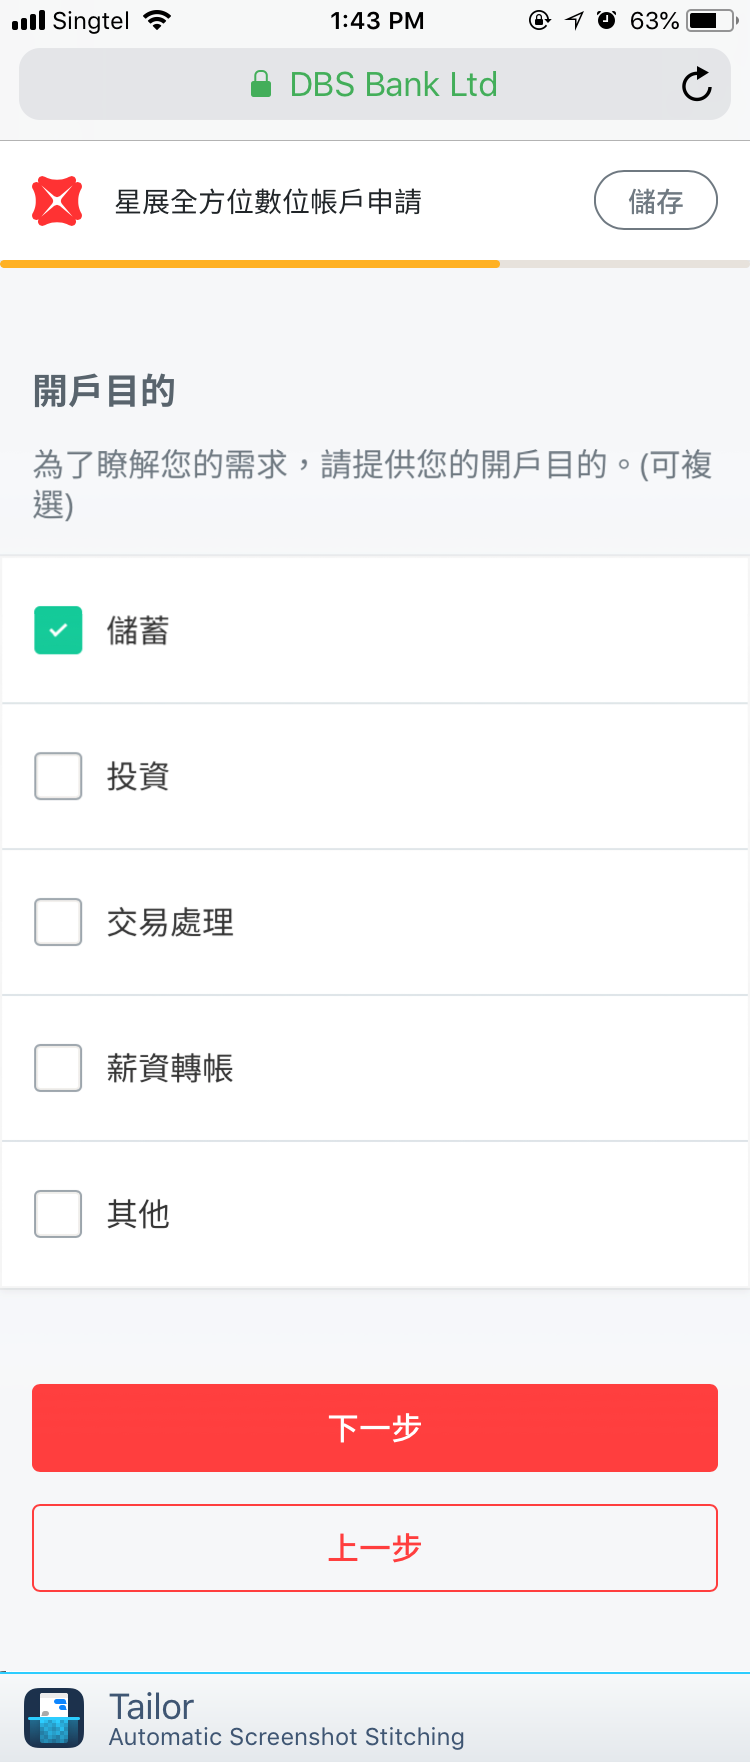 Singtel 1:43 PM 63%
DBS Bank Ltd
星展全方位數位帳戶申請 儲存
開戶目的
為了瞭解您的需求，請提供您的開戶目的。(可複
選)
儲蓄
投資
交易處理
薪資轉帳
其他
下一步
上一步
Tailor
Automatic Screenshot Stitching